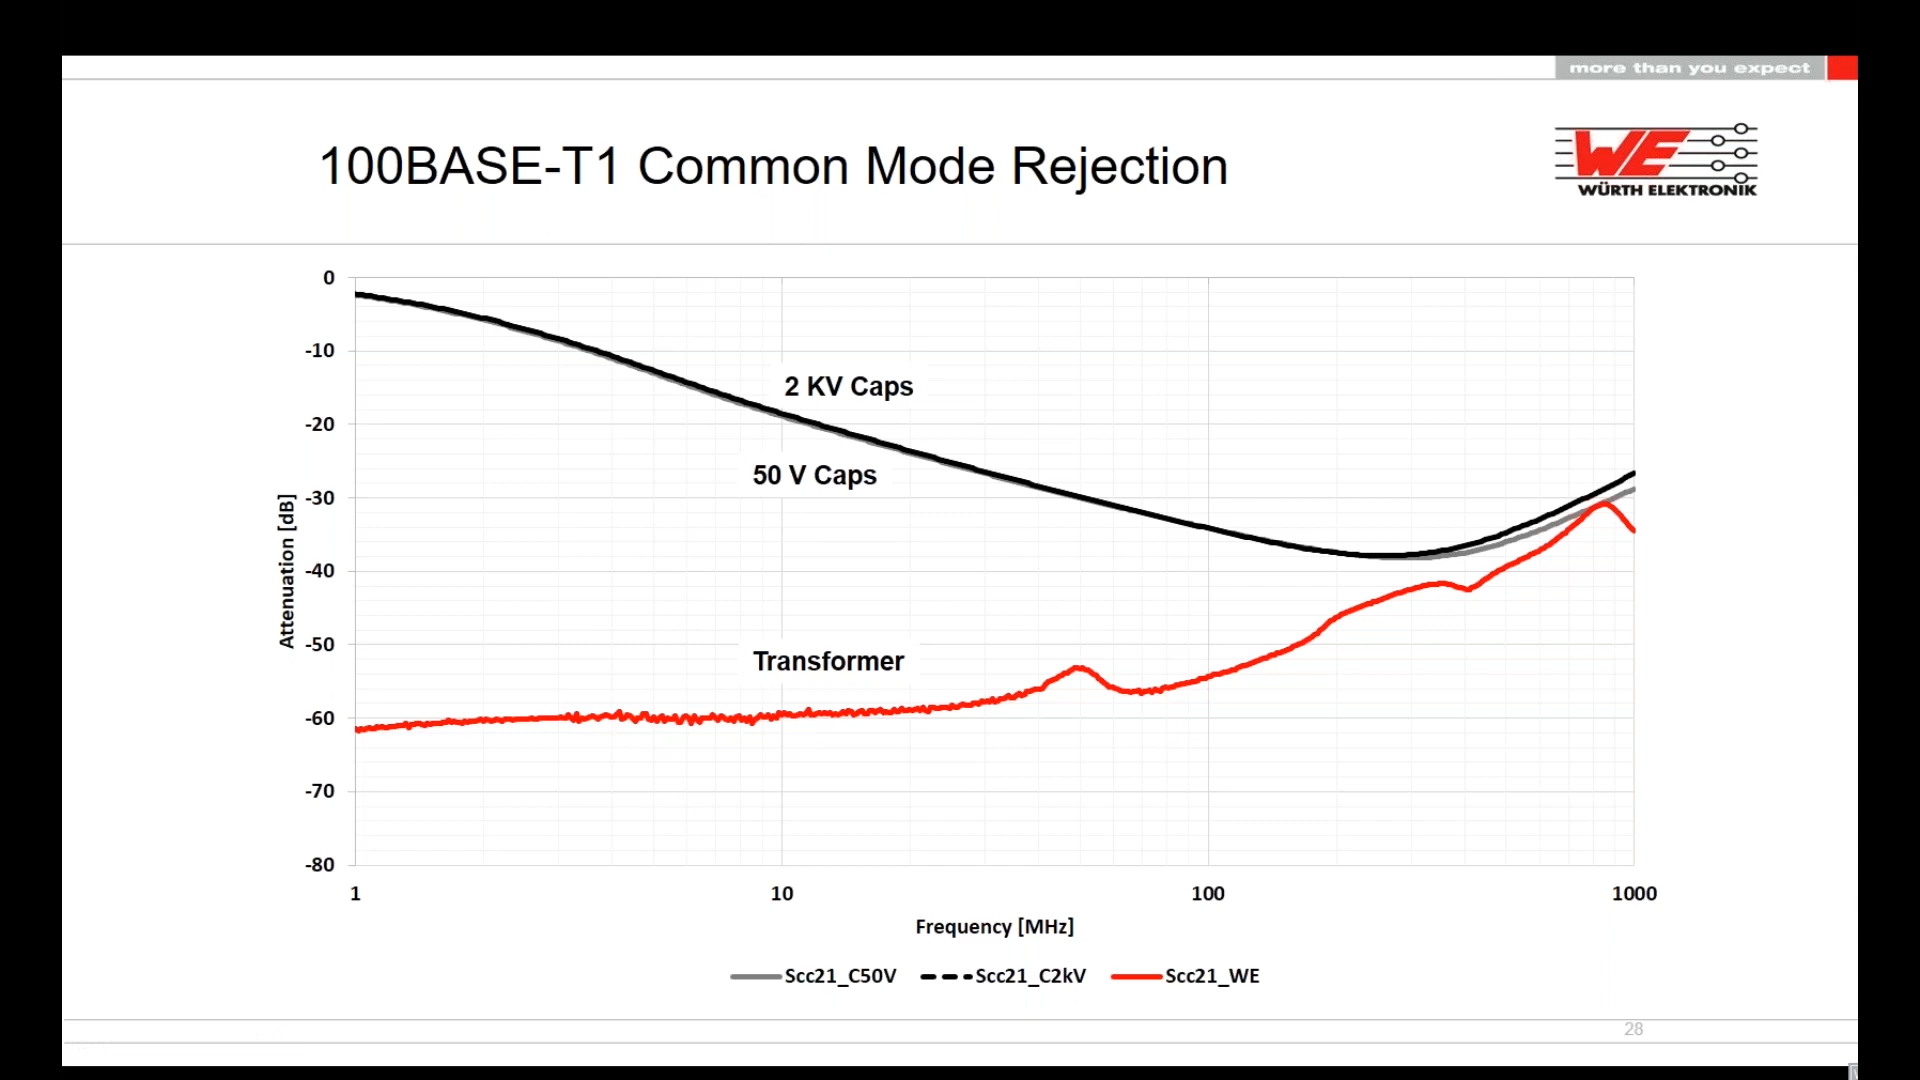 more than you expect
100BASE-T1 Common Mode Rejection
WE
WÜRTH ELEKTRONIK
0
-10
-20
-30
-40
-50
-60
-70
-80
Attenuation [dB]
2 KV Caps
50 V Caps
Transformer
1 10 100 1000
Frequency [MHz]
Scc21_C50V Scc21_C2kV Scc21_WE
28